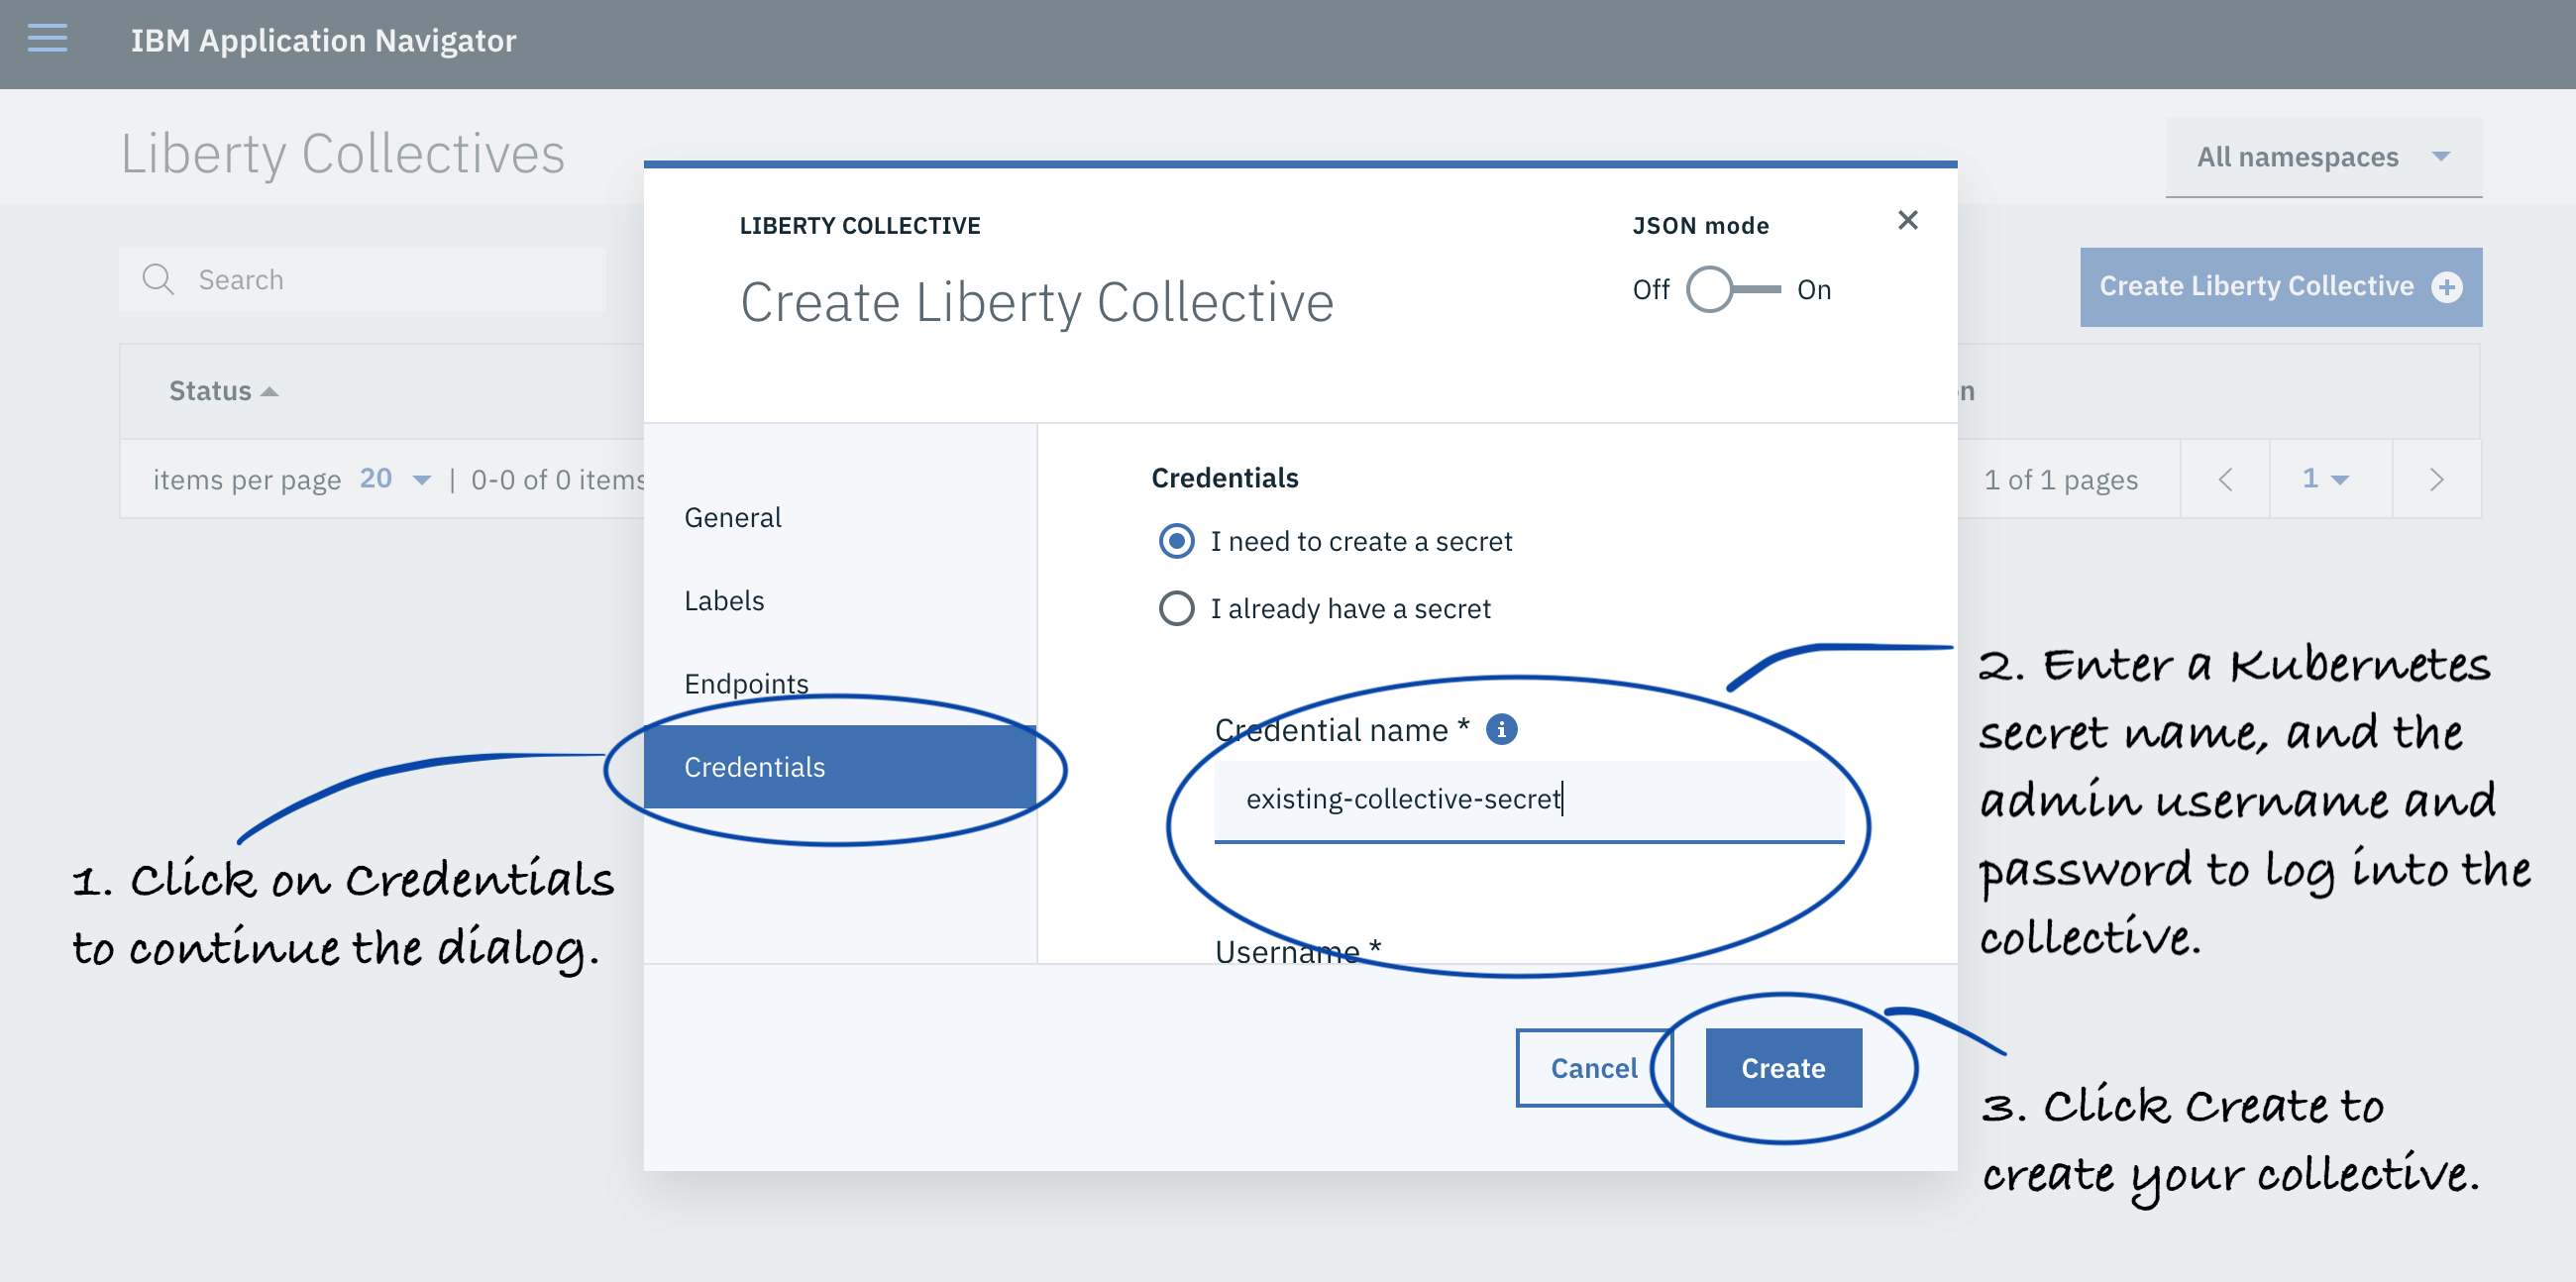 IBM Application Navigator
Liberty Collectives
All namespaces
Search
Create Liberty Collective
Status
items per page 20 | 0-0 of 0 items
1 of 1 pages
1
LIBERTY COLLECTIVE
Create Liberty Collective
JSON mode
Off On
General
Labels
Endpoints
Credentials
Credentials
I need to create a secret
I already have a secret
Credential name *
existing-collective-secret
Username *
Cancel
Create
1. Click on Credentials
to continue the dialog.
2. Enter a Kubernetes
secret name, and the
admin username and
password to log into the
collective.
3. Click Create to
create your collective.